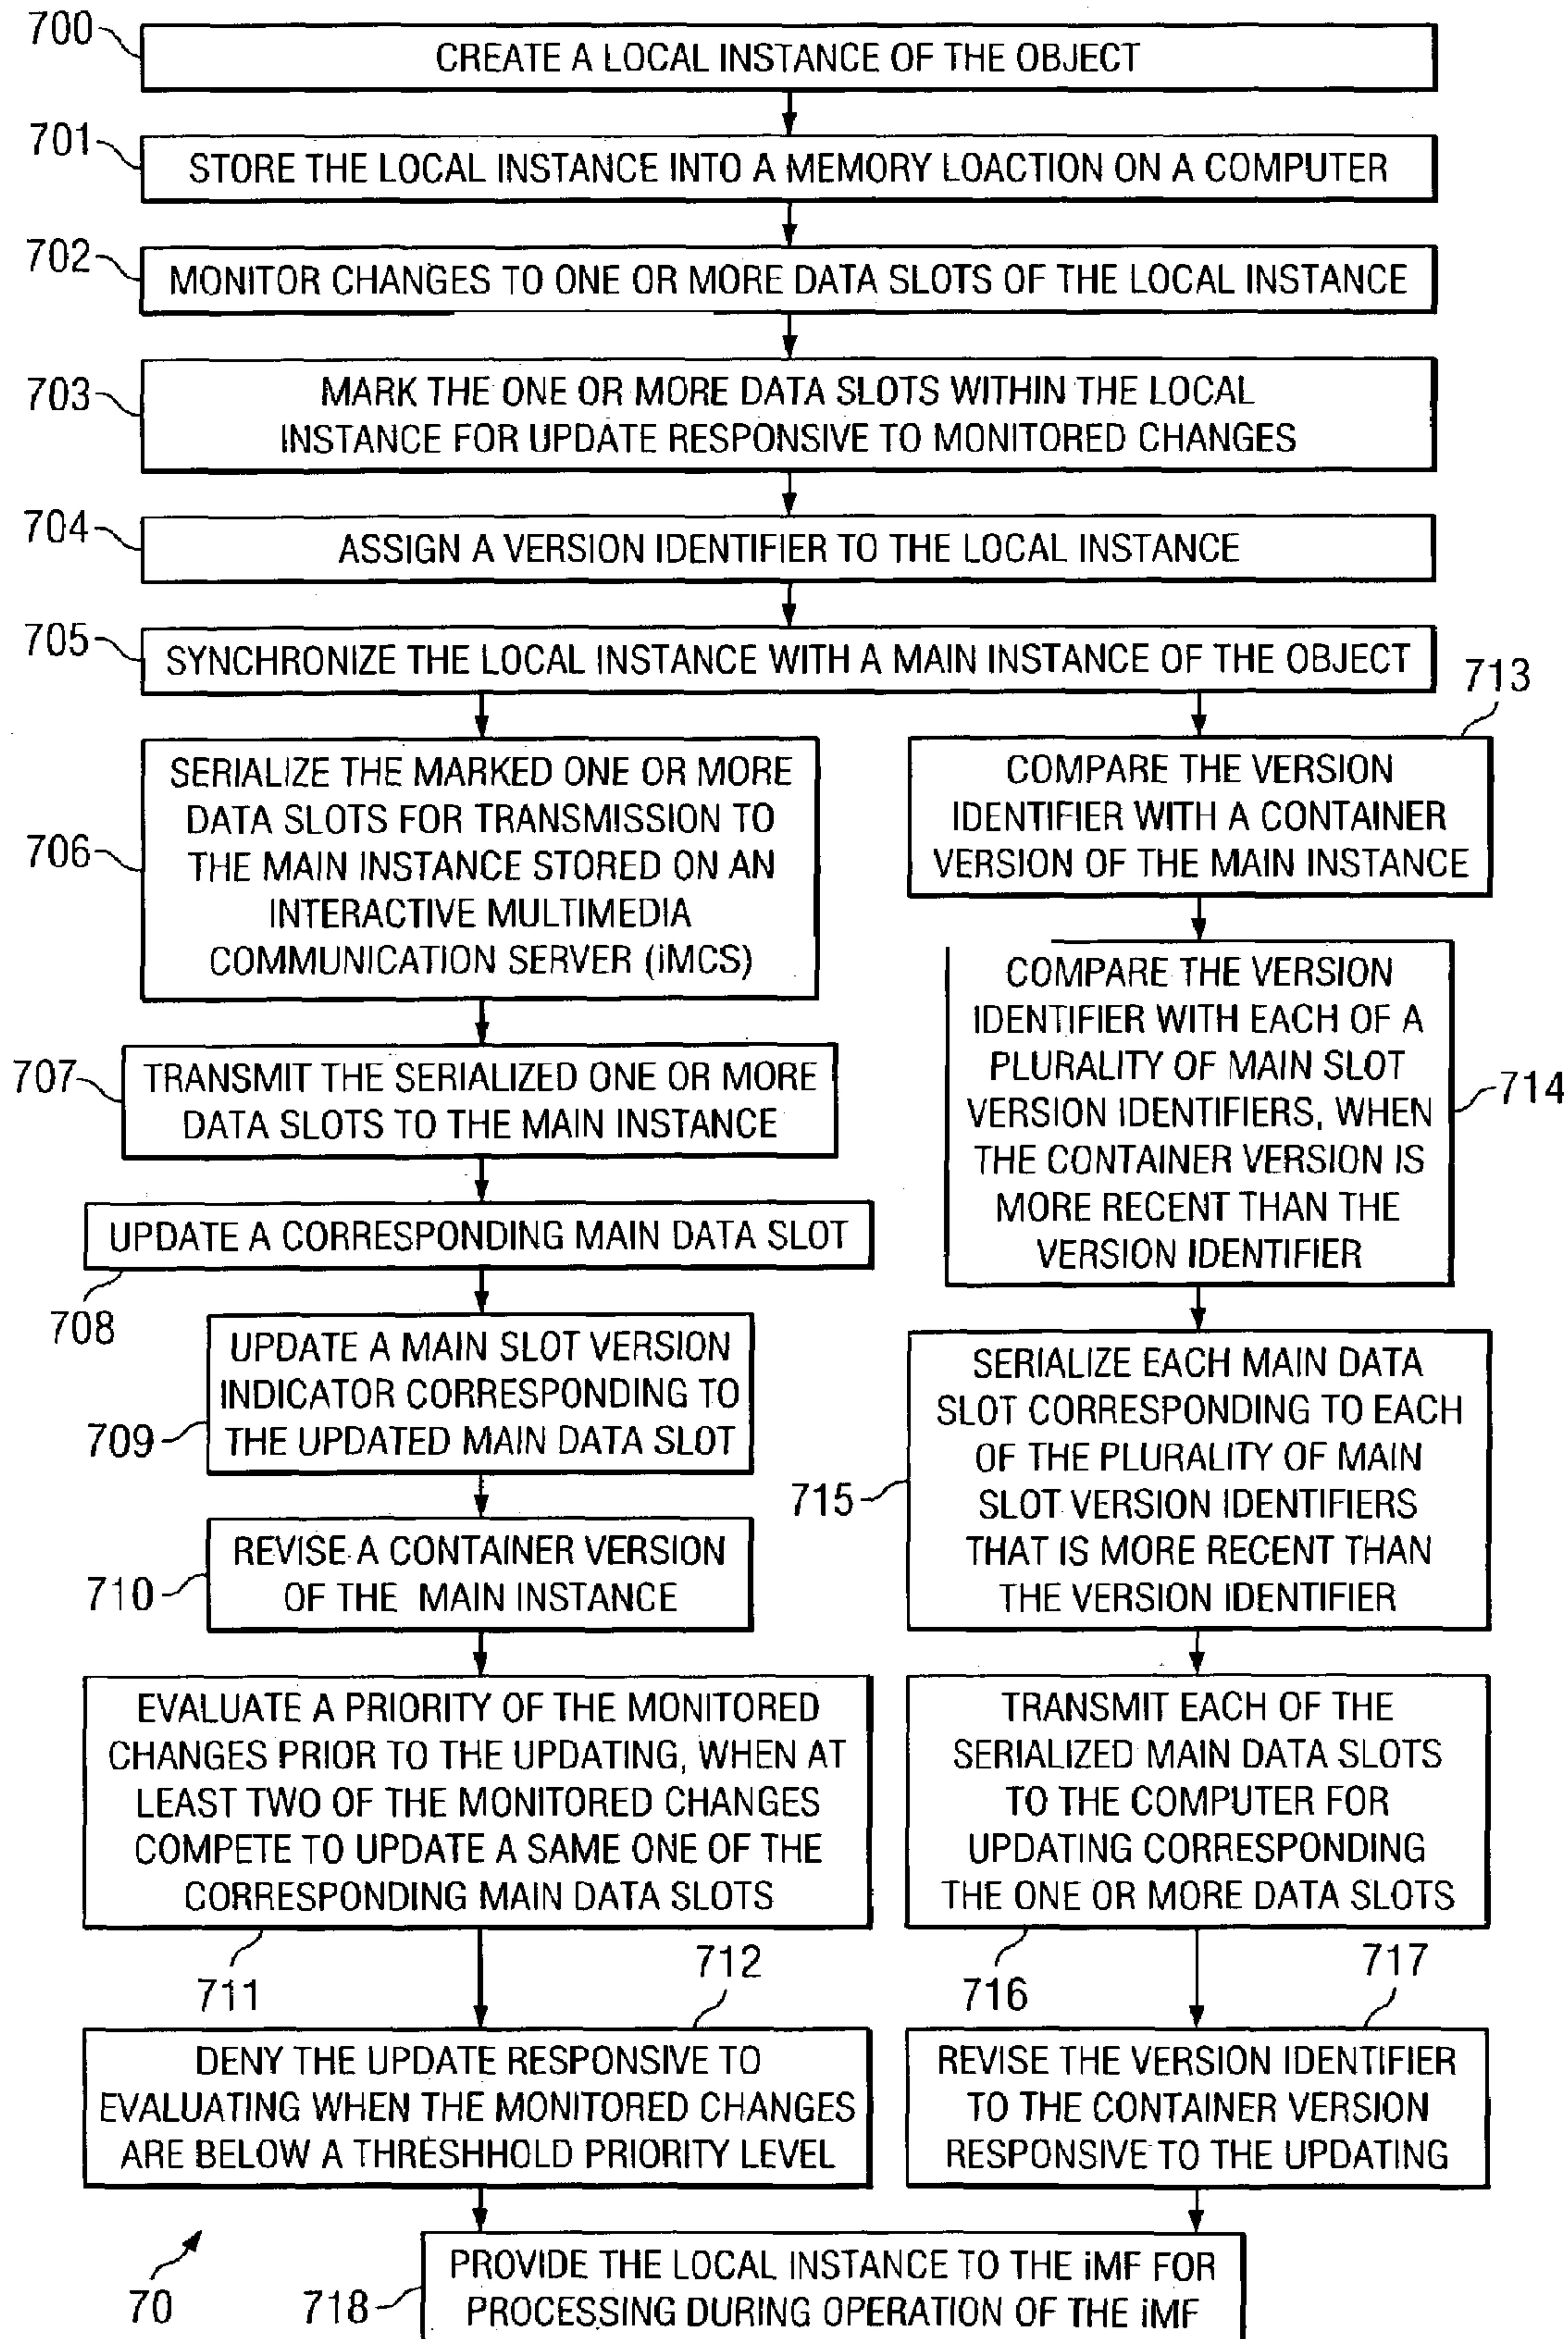 700
CREATE A LOCAL INSTANCE OF THE OBJECT
701
STORE THE LOCAL INSTANCE INTO A MEMORY LOACTION ON A COMPUTER
702
MONITOR CHANGES TO ONE OR MORE DATA SLOTS OF THE LOCAL INSTANCE
703
MARK THE ONE OR MORE DATA SLOTS WITHIN THE LOCAL
INSTANCE FOR UPDATE RESPONSIVE TO MONITORED CHANGES
704
ASSIGN A VERSION IDENTIFIER TO THE LOCAL INSTANCE
705
SYNCHRONIZE THE LOCAL INSTANCE WITH A MAIN INSTANCE OF THE OBJECT
706
SERIALIZE THE MARKED ONE OR MORE
DATA SLOTS FOR TRANSMISSION TO
THE MAIN INSTANCE STORED ON AN
INTERACTIVE MULTIMEDIA
COMMUNICATION SERVER (iMCS)
707
TRANSMIT THE SERIALIZED ONE OR MORE
DATA SLOTS TO THE MAIN INSTANCE
UPDATE A CORRESPONDING MAIN DATA SLOT
708
UPDATE A MAIN SLOT VERSION
INDICATOR CORRESPONDING TO
THE UPDATED MAIN DATA SLOT
709
REVISE A CONTAINER VERSION
OF THE MAIN INSTANCE
710
EVALUATE A PRIORITY OF THE MONITORED
CHANGES PRIOR TO THE UPDATING, WHEN AT
LEAST TWO OF THE MONITORED CHANGES
COMPETE TO UPDATE A SAME ONE OF THE
CORRESPONDING MAIN DATA SLOTS
711
712
DENY THE UPDATE RESPONSIVE TO
EVALUATING WHEN THE MONITORED CHANGES
ARE BELOW A THRESHHOLD PRIORITY LEVEL
713
COMPARE THE VERSION
IDENTIFIER WITH A CONTAINER
VERSION OF THE MAIN INSTANCE
COMPARE THE VERSION
IDENTIFIER WITH EACH OF A
PLURALITY OF MAIN SLOT
VERSION IDENTIFIERS, WHEN
THE CONTAINER VERSION IS
MORE RECENT THAN THE
VERSION IDENTIFIER
714
SERIALIZE EACH MAIN DATA
SLOT CORRESPONDING TO EACH
OF THE PLURALITY OF MAIN
SLOT VERSION IDENTIFIERS
THAT IS MORE RECENT THAN
THE VERSION IDENTIFIER
715
TRANSMIT EACH OF THE
SERIALIZED MAIN DATA SLOTS
TO THE COMPUTER FOR
UPDATING CORRESPONDING
THE ONE OR MORE DATA SLOTS
716
717
REVISE THE VERSION IDENTIFIER
TO THE CONTAINER VERSION
RESPONSIVE TO THE UPDATING
70
718
PROVIDE THE LOCAL INSTANCE TO THE iMF FOR
PROCESSING DURING OPERATION OF THE iMF